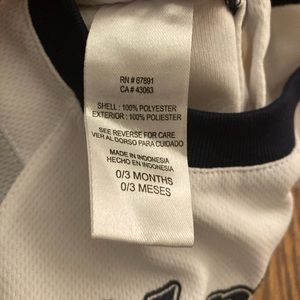 RN # 67891
CA # 43063
SHELL : 100% POLYESTER
EXTERIOR : 100% POLIESTER
SEE REVERSE FOR CARE
VER AL DORSO PARA CUIDADO
MADE IN INDONESIA
HECHO EN INDONESIA
0/3 MONTHS
0/3 MESES